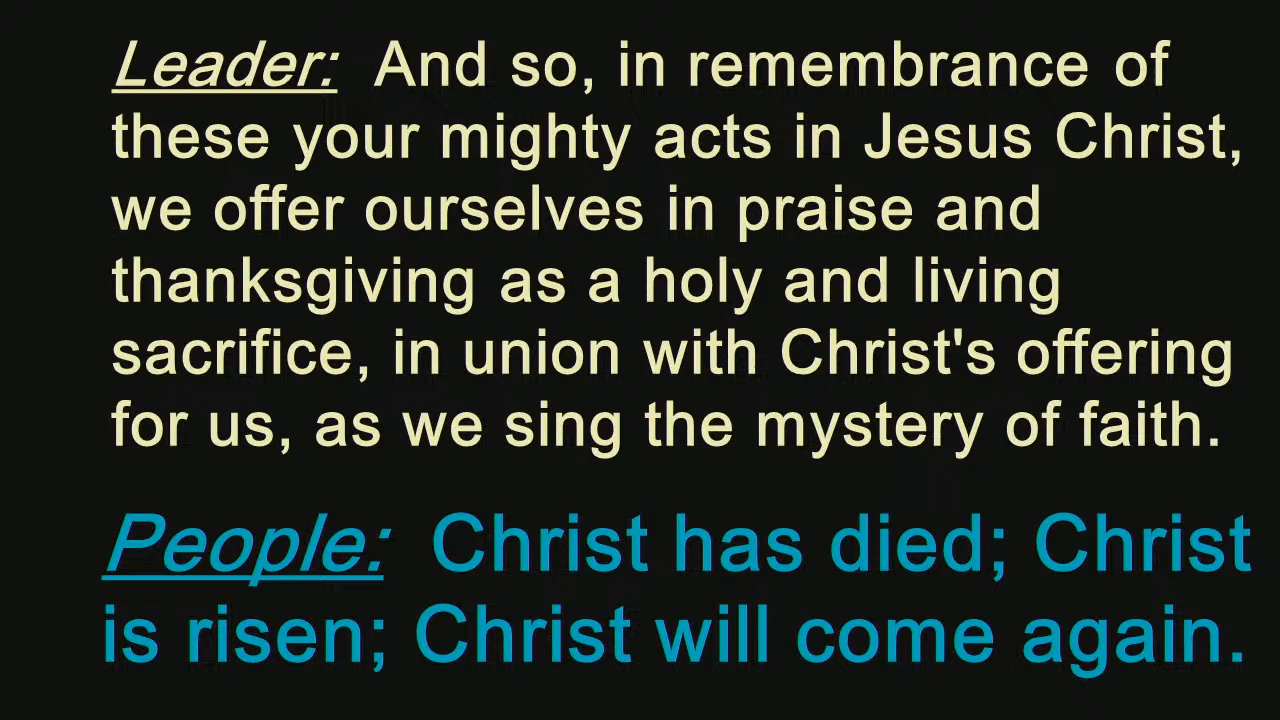 Leader: And so, in remembrance of
these your mighty acts in Jesus Christ,
we offer ourselves in praise and
thanksgiving as a holy and living
sacrifice, in union with Christ's offering
for us, as we sing the mystery of faith.
People: Christ has died; Christ
is risen; Christ will come again.